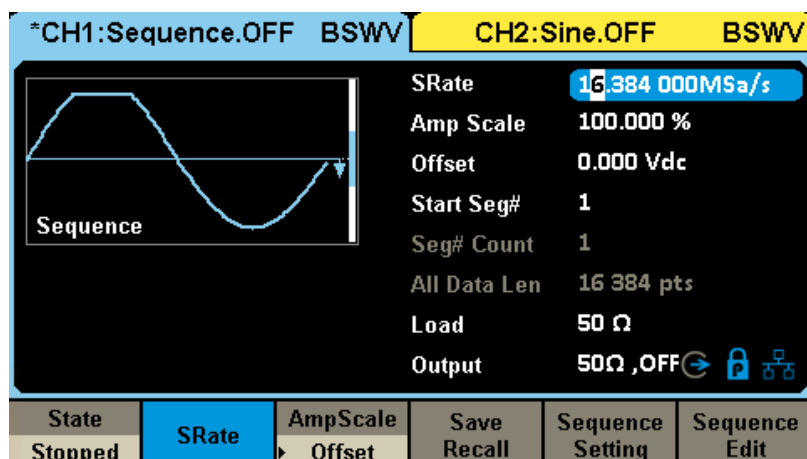 *CH1:Sequence.OFF BSWV CH2:Sine.OFF BSWV
SRate 16.384 000MSa/s
Amp Scale 100.000 %
Offset 0.000 Vdc
Start Seg# 1
Sequence
Seg# Count 1
All Data Len 16 384 pts
Load 50 Ω
Output 50Ω ,OFF
State SRate AmpScale Save Sequence Sequence
Stopped Offset Recall Setting Edit